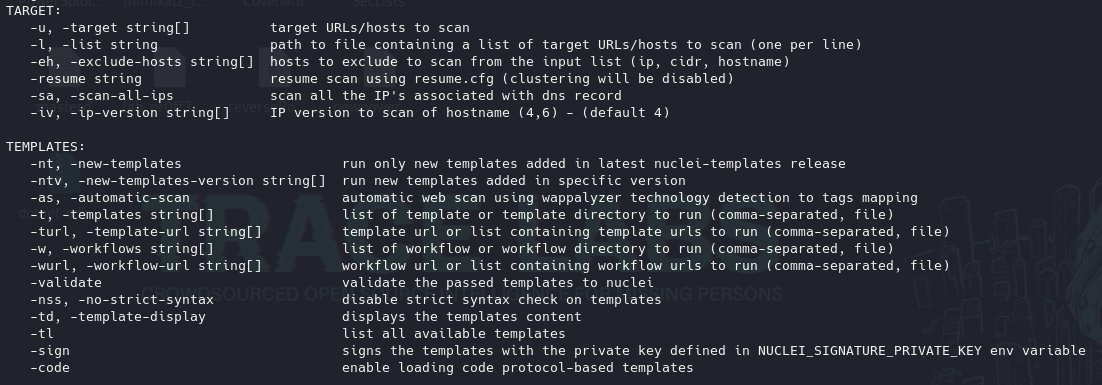 TARGET:
-u, -target string[] target URLs/hosts to scan
-l, -list string path to file containing a list of target URLs/hosts to scan (one per line)
-eh, -exclude-hosts string[] hosts to exclude to scan from the input list (ip, cidr, hostname)
-resume string resume scan using resume.cfg (clustering will be disabled)
-sa, -scan-all-ips scan all the IP's associated with dns record
-iv, -ip-version string[] IP version to scan of hostname (4,6) - (default 4)
TEMPLATES:
-nt, -new-templates run only new templates added in latest nuclei-templates release
-ntv, -new-templates-version string[] run new templates added in specific version
-as, -automatic-scan automatic web scan using wappalyzer technology detection to tags mapping
-t, -templates string[] list of template or template directory to run (comma-separated, file)
-turl, -template-url string[] template url or list containing template urls to run (comma-separated, file)
-w, -workflows string[] list of workflow or workflow directory to run (comma-separated, file)
-wurl, -workflow-url string[] workflow url or list containing workflow urls to run (comma-separated, file)
-validate validate the passed templates to nuclei
-nss, -no-strict-syntax disable strict syntax check on templates
-td, -template-display displays the templates content
-tl list all available templates
-sign signs the templates with the private key defined in NUCLEI_SIGNATURE_PRIVATE_KEY env variable
-code enable loading code protocol-based templates
Covenant
SecLists
TRACE LABS